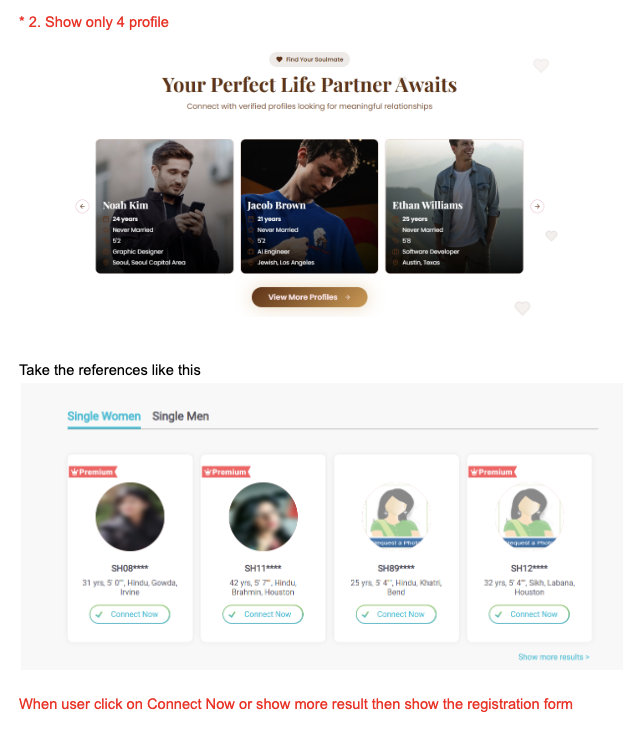 * 2. Show only 4 profile
Find Your Soulmate
Your Perfect Life Partner Awaits
Connect with verified profiles looking for meaningful relationships
Noah Kim
24 years
Never Married
5'2
Graphic Designer
Seoul, Seoul Capital Area
Jacob Brown
21 years
Never Married
5'2
AI Engineer
Jewish, Los Angeles
Ethan Williams
25 years
Never Married
5'8
Software Developer
Austin, Texas
View More Profiles →
Take the references like this
Single Women Single Men
Premium
SH08****
31 yrs, 5' 0"', Hindu, Gowda,
Irvine
Connect Now
Premium
SH11****
42 yrs, 5' 7"', Hindu,
Brahmin, Houston
Connect Now
Request a Photo
SH89****
25 yrs, 5' 4"', Hindu, Khatri,
Bend
Connect Now
Premium
Request a Photo
SH12****
32 yrs, 5' 4"', Sikh, Labana,
Houston
Connect Now
Show more results >
When user click on Connect Now or show more result then show the registration form